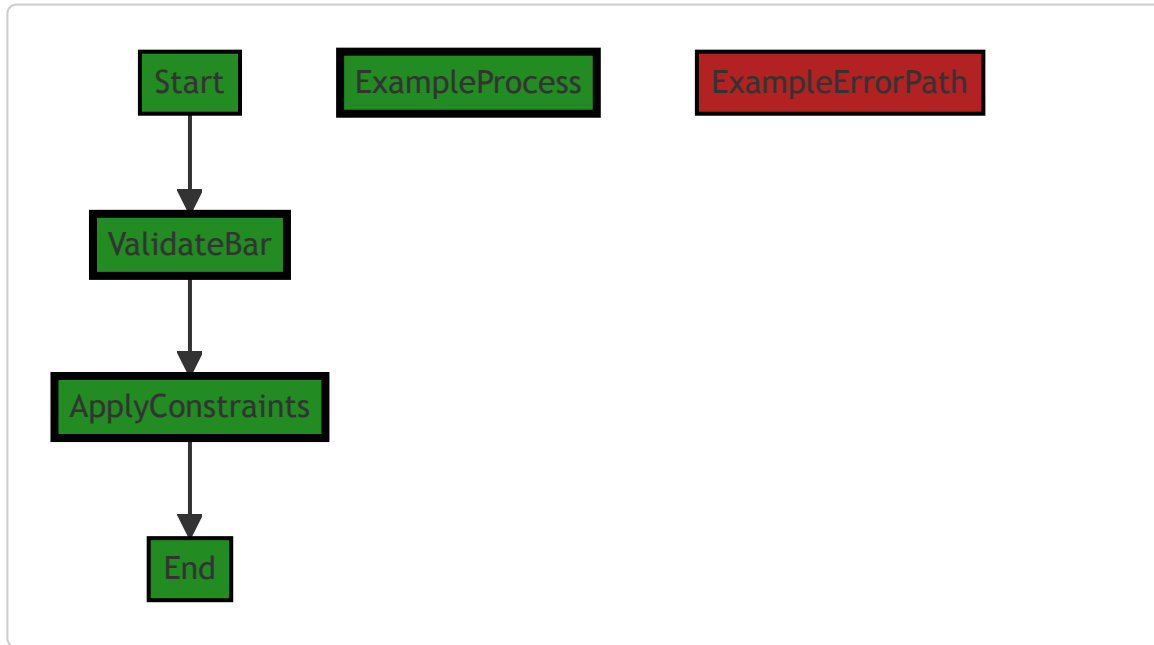 Start
ExampleProcess
ExampleErrorPath
ValidateBar
ApplyConstraints
End